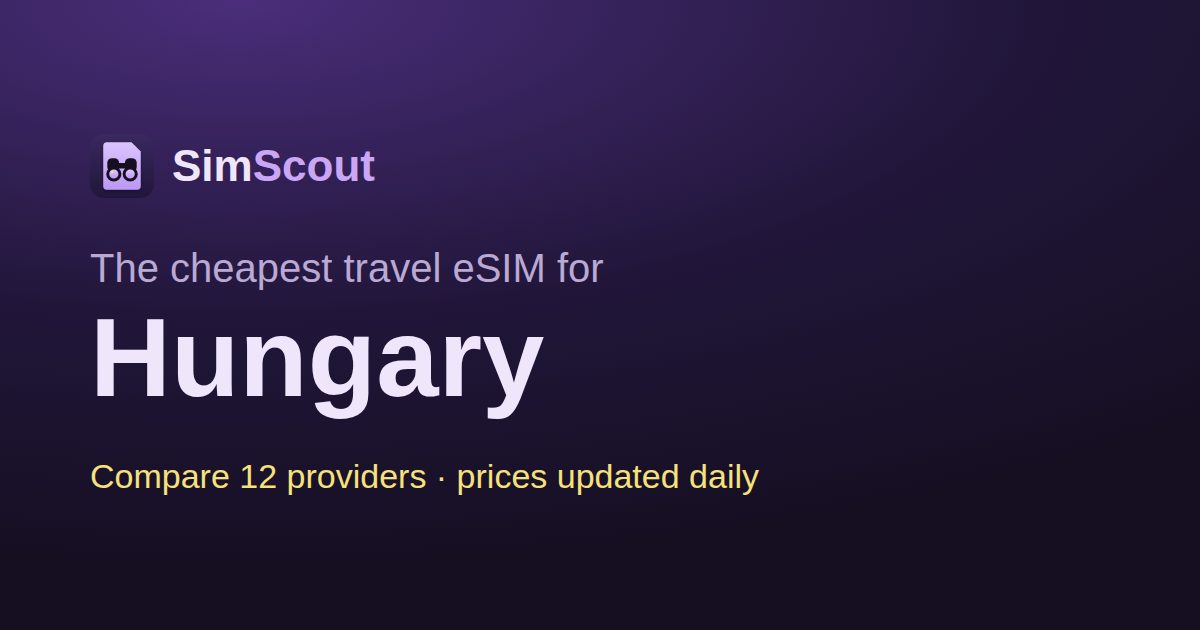 SimScout
The cheapest travel eSIM for
Hungary
Compare 12 providers · prices updated daily